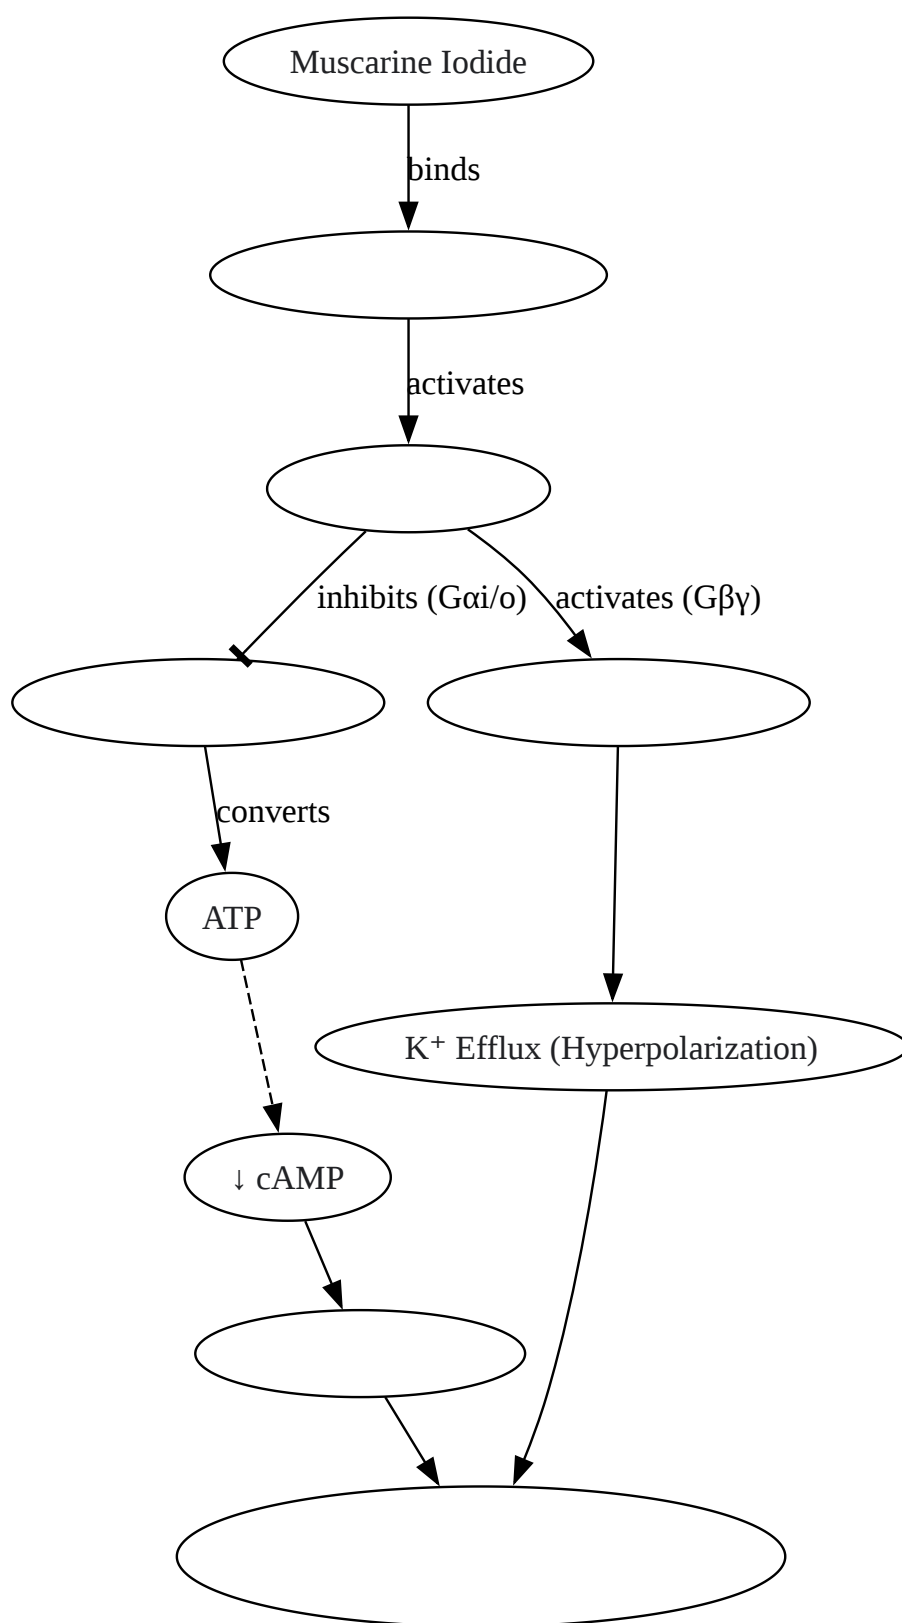 Muscarine Iodide
binds
activates
inhibits (Gαi/o)
activates (Gβγ)
converts
ATP
K⁺ Efflux (Hyperpolarization)
↓ cAMP